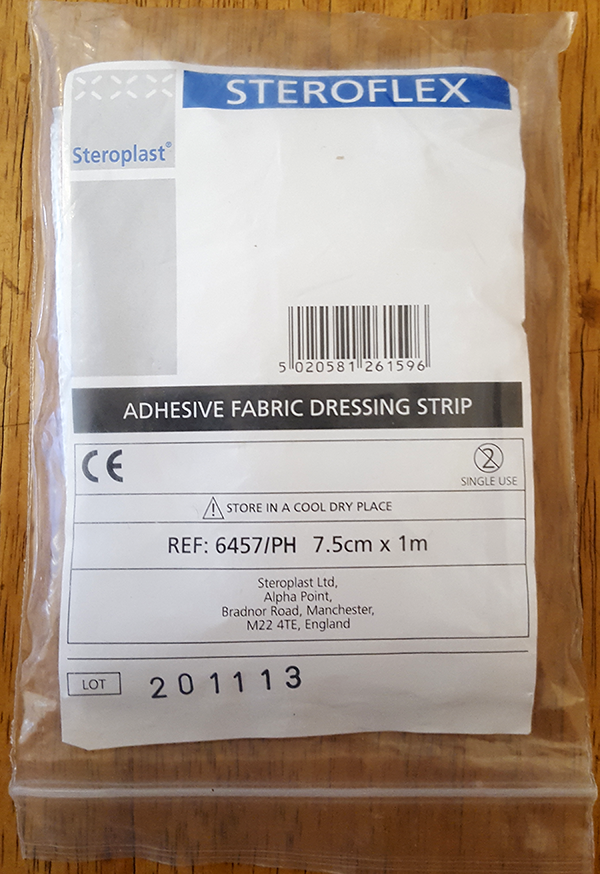 STEROFLEX
Steroplast®
5 020581 261596
ADHESIVE FABRIC DRESSING STRIP
CE
2
SINGLE USE
STORE IN A COOL DRY PLACE
REF: 6457/PH 7.5cm x 1m
Steroplast Ltd,
Alpha Point,
Bradnor Road, Manchester,
M22 4TE, England
LOT 201113